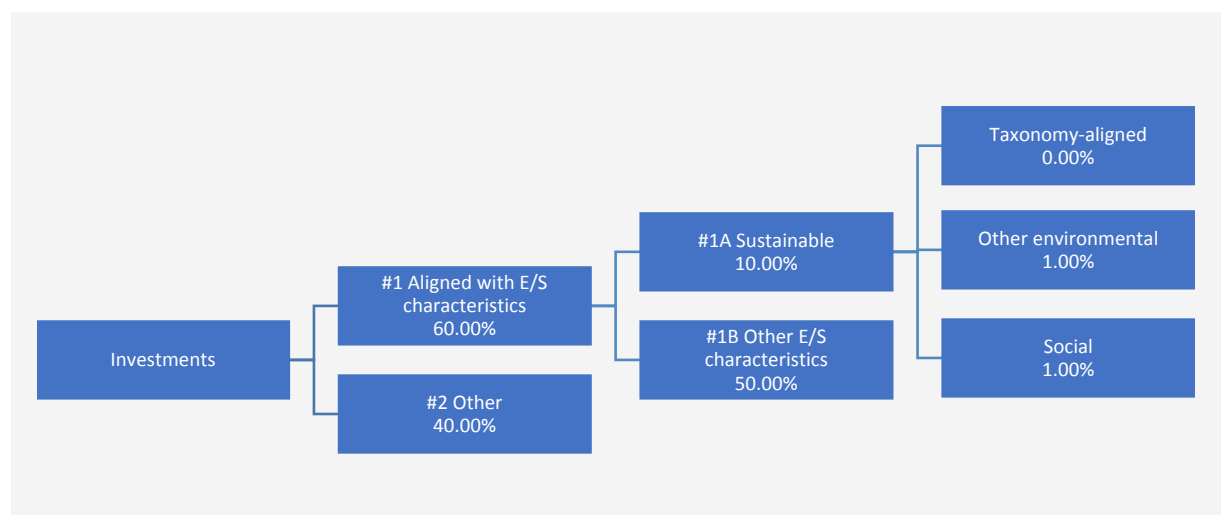 Investments
#1 Aligned with E/S
characteristics
60.00%
#2 Other
40.00%
#1A Sustainable
10.00%
#1B Other E/S
characteristics
50.00%
Taxonomy-aligned
0.00%
Other environmental
1.00%
Social
1.00%